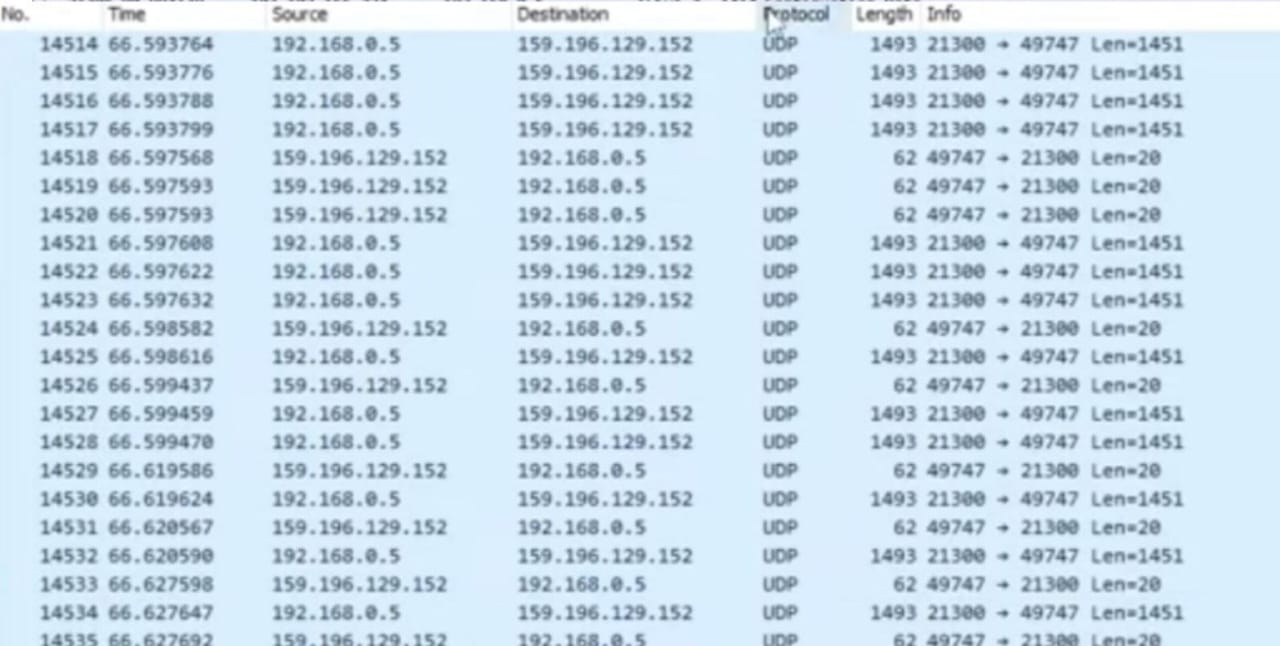 No. Time Source Destination Protocol Length Info
14514 66.593764 192.168.0.5 159.196.129.152 UDP 1493 21300 → 49747 Len=1451
14515 66.593776 192.168.0.5 159.196.129.152 UDP 1493 21300 → 49747 Len=1451
14516 66.593788 192.168.0.5 159.196.129.152 UDP 1493 21300 → 49747 Len=1451
14517 66.593799 192.168.0.5 159.196.129.152 UDP 1493 21300 → 49747 Len=1451
14518 66.597568 159.196.129.152 192.168.0.5 UDP 62 49747 → 21300 Len=20
14519 66.597593 159.196.129.152 192.168.0.5 UDP 62 49747 → 21300 Len=20
14520 66.597593 159.196.129.152 192.168.0.5 UDP 62 49747 → 21300 Len=20
14521 66.597608 192.168.0.5 159.196.129.152 UDP 1493 21300 → 49747 Len=1451
14522 66.597622 192.168.0.5 159.196.129.152 UDP 1493 21300 → 49747 Len=1451
14523 66.597632 192.168.0.5 159.196.129.152 UDP 1493 21300 → 49747 Len=1451
14524 66.598582 159.196.129.152 192.168.0.5 UDP 62 49747 → 21300 Len=20
14525 66.598616 192.168.0.5 159.196.129.152 UDP 1493 21300 → 49747 Len=1451
14526 66.599437 159.196.129.152 192.168.0.5 UDP 62 49747 → 21300 Len=20
14527 66.599459 192.168.0.5 159.196.129.152 UDP 1493 21300 → 49747 Len=1451
14528 66.599470 192.168.0.5 159.196.129.152 UDP 1493 21300 → 49747 Len=1451
14529 66.619586 159.196.129.152 192.168.0.5 UDP 62 49747 → 21300 Len=20
14530 66.619624 192.168.0.5 159.196.129.152 UDP 1493 21300 → 49747 Len=1451
14531 66.620567 159.196.129.152 192.168.0.5 UDP 62 49747 → 21300 Len=20
14532 66.620590 192.168.0.5 159.196.129.152 UDP 1493 21300 → 49747 Len=1451
14533 66.627598 159.196.129.152 192.168.0.5 UDP 62 49747 → 21300 Len=20
14534 66.627647 192.168.0.5 159.196.129.152 UDP 1493 21300 → 49747 Len=1451
14535 66.627692 159.196.129.152 192.168.0.5 UDP 62 49747 → 21300 Len=20